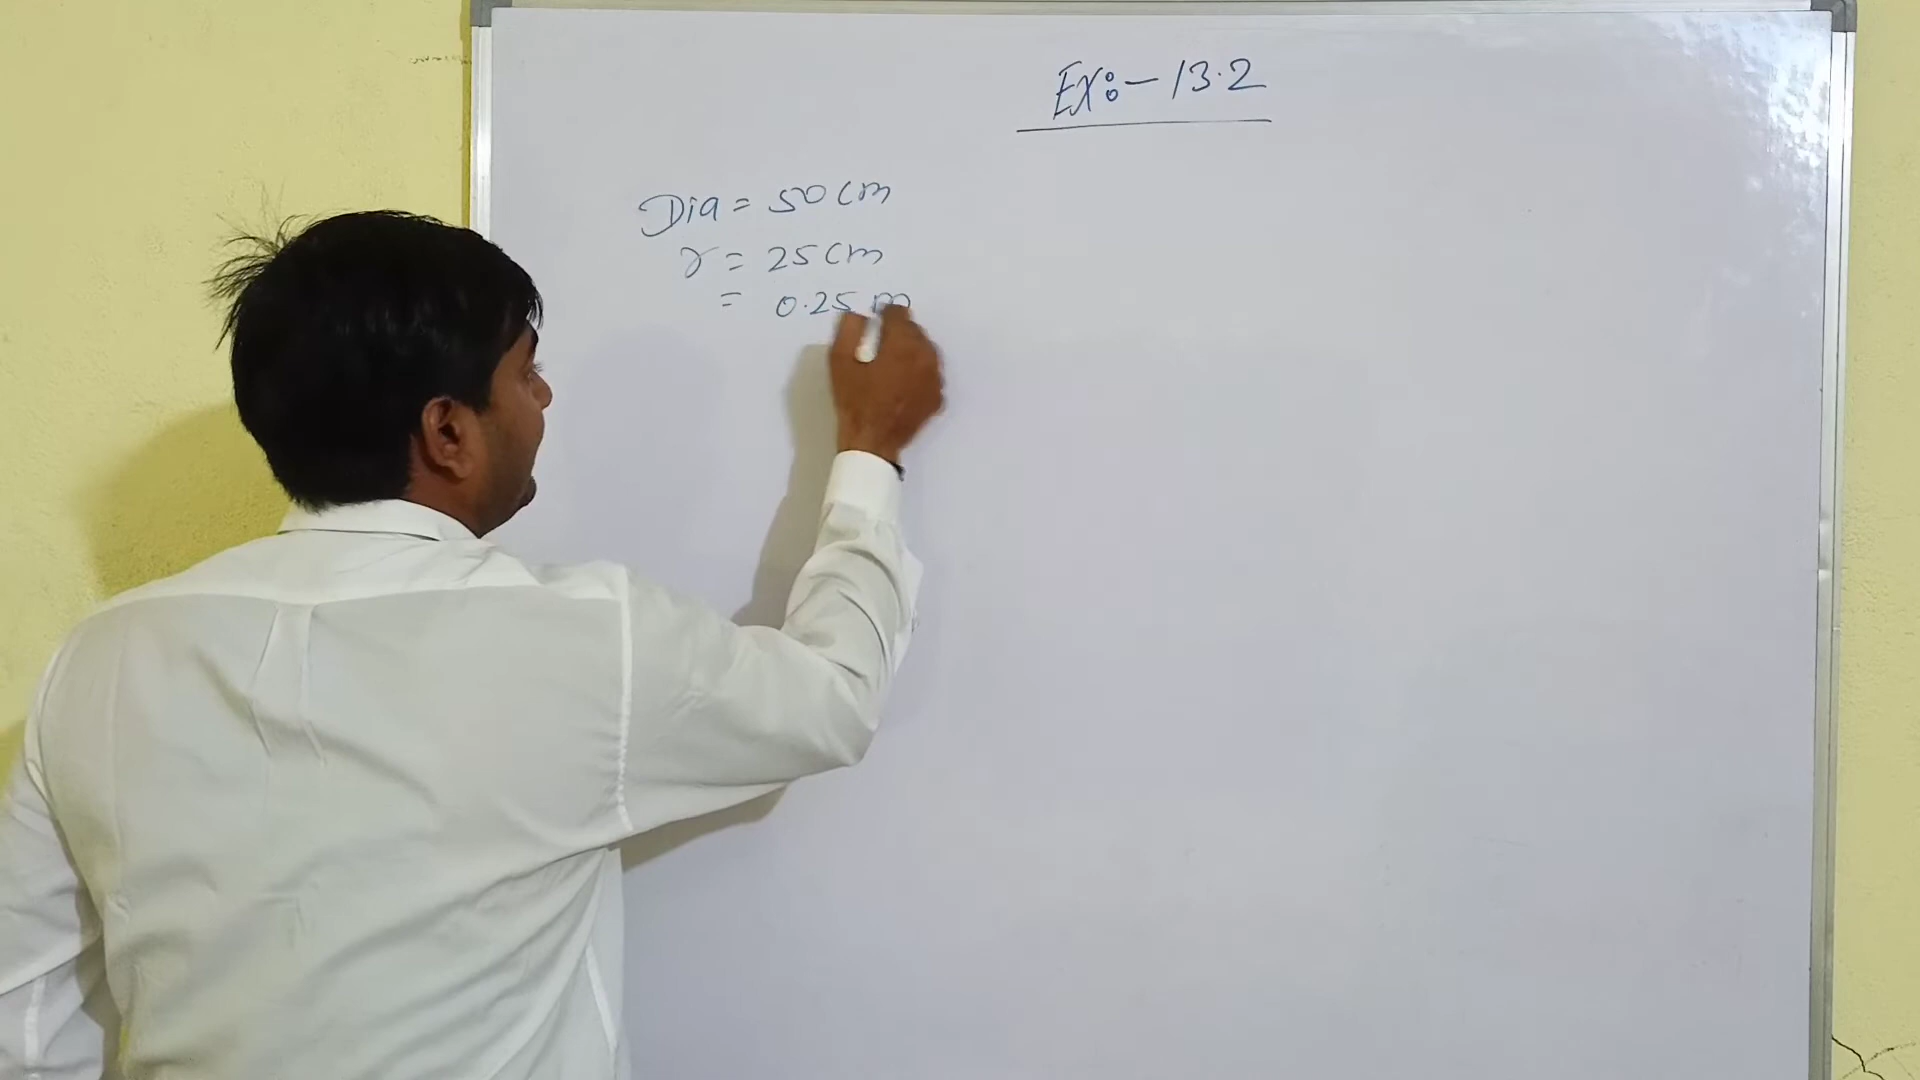 Ex:- 13.2
Dia = 50 cm
r = 25 cm
= 0.25 m